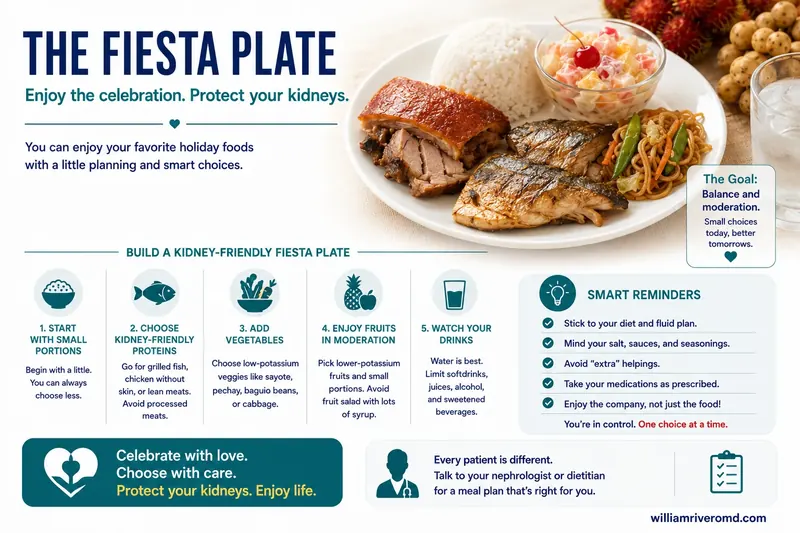 THE FIESTA PLATE
Enjoy the celebration. Protect your kidneys.
You can enjoy your favorite holiday foods
with a little planning and smart choices.
The Goal:
Balance and
moderation.
Small choices
today, better
tomorrows.
BUILD A KIDNEY-FRIENDLY FIESTA PLATE
1. START
WITH SMALL
PORTIONS
Begin with a little.
You can always
choose less.
2. CHOOSE
KIDNEY-FRIENDLY
PROTEINS
Go for grilled fish,
chicken without
skin, or lean meats.
Avoid processed
meats.
3. ADD
VEGETABLES
Choose low-potassium
veggies like sayote,
pechay, baguio beans,
or cabbage.
4. ENJOY FRUITS
IN MODERATION
Pick lower-potassium
fruits and small
portions. Avoid
fruit salad with lots
of syrup.
5. WATCH YOUR
DRINKS
Water is best.
Limit softdrinks,
juices, alcohol,
and sweetened
beverages.
SMART REMINDERS
Stick to your diet and fluid plan.
Mind your salt, sauces, and seasonings.
Avoid “extra” helpings.
Take your medications as prescribed.
Enjoy the company, not just the food!
You're in control. One choice at a time.
Celebrate with love.
Choose with care.
Protect your kidneys. Enjoy life.
Every patient is different.
Talk to your nephrologist or dietitian
for a meal plan that's right for you.
williamriveromd.com